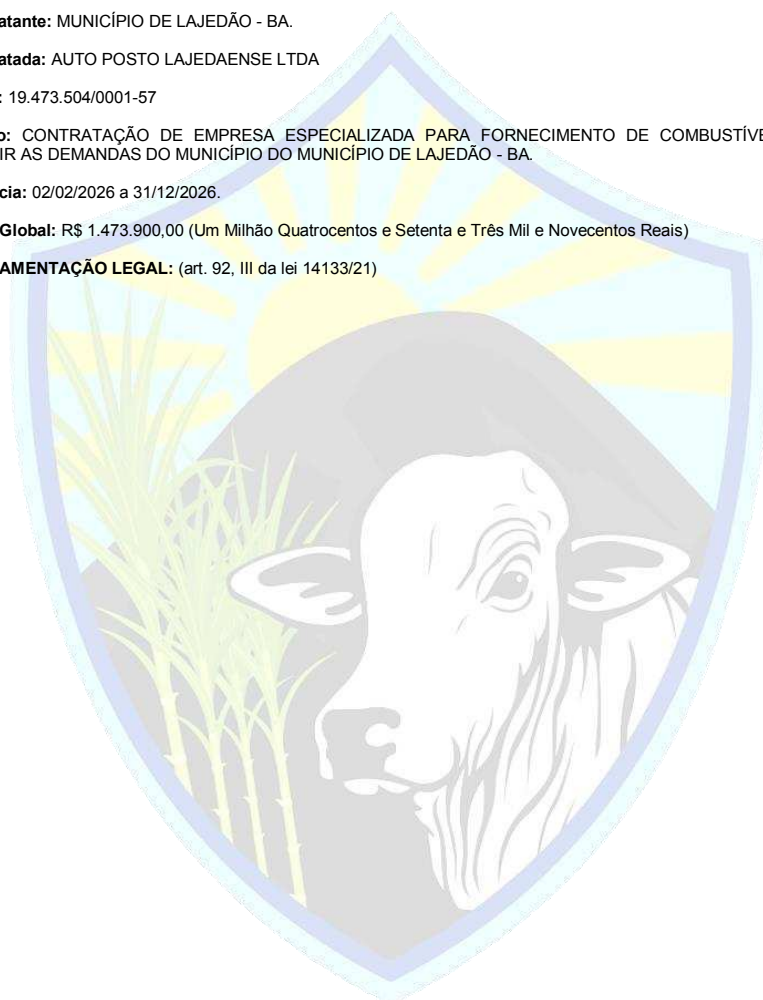 atante: MUNICÍPIO DE LAJEDÃO - BA.
atada: AUTO POSTO LAJEDAENSE LTDA
: 19.473.504/0001-57
o: CONTRATAÇÃO DE EMPRESA ESPECIALIZADA PARA FORNECIMENTO DE COMBUSTÍVE
IR AS DEMANDAS DO MUNICÍPIO DO MUNICÍPIO DE LAJEDÃO - BA.
cia: 02/02/2026 a 31/12/2026.
Global: R$ 1.473.900,00 (Um Milhão Quatrocentos e Setenta e Três Mil e Novecentos Reais)
AMENTAÇÃO LEGAL: (art. 92, III da lei 14133/21)